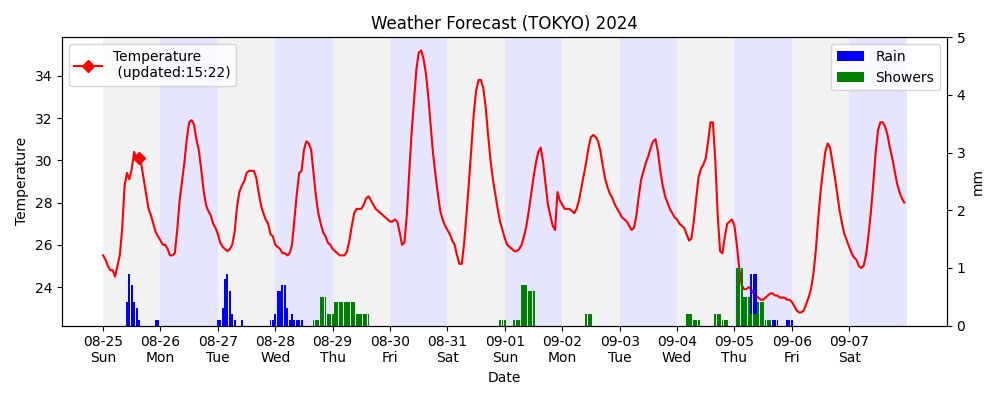 Weather Forecast (TOKYO) 2024
Temperature
(updated:15:22)
Rain
Showers
Temperature
34
32
30
28
26
24
5
4
3
2
1
0
mm
08-25 08-26 08-27 08-28 08-29 08-30 08-31 09-01 09-02 09-03 09-04 09-05 09-06 09-07
Sun Mon Tue Wed Thu Fri Sat Sun Mon Tue Wed Thu Fri Sat
Date